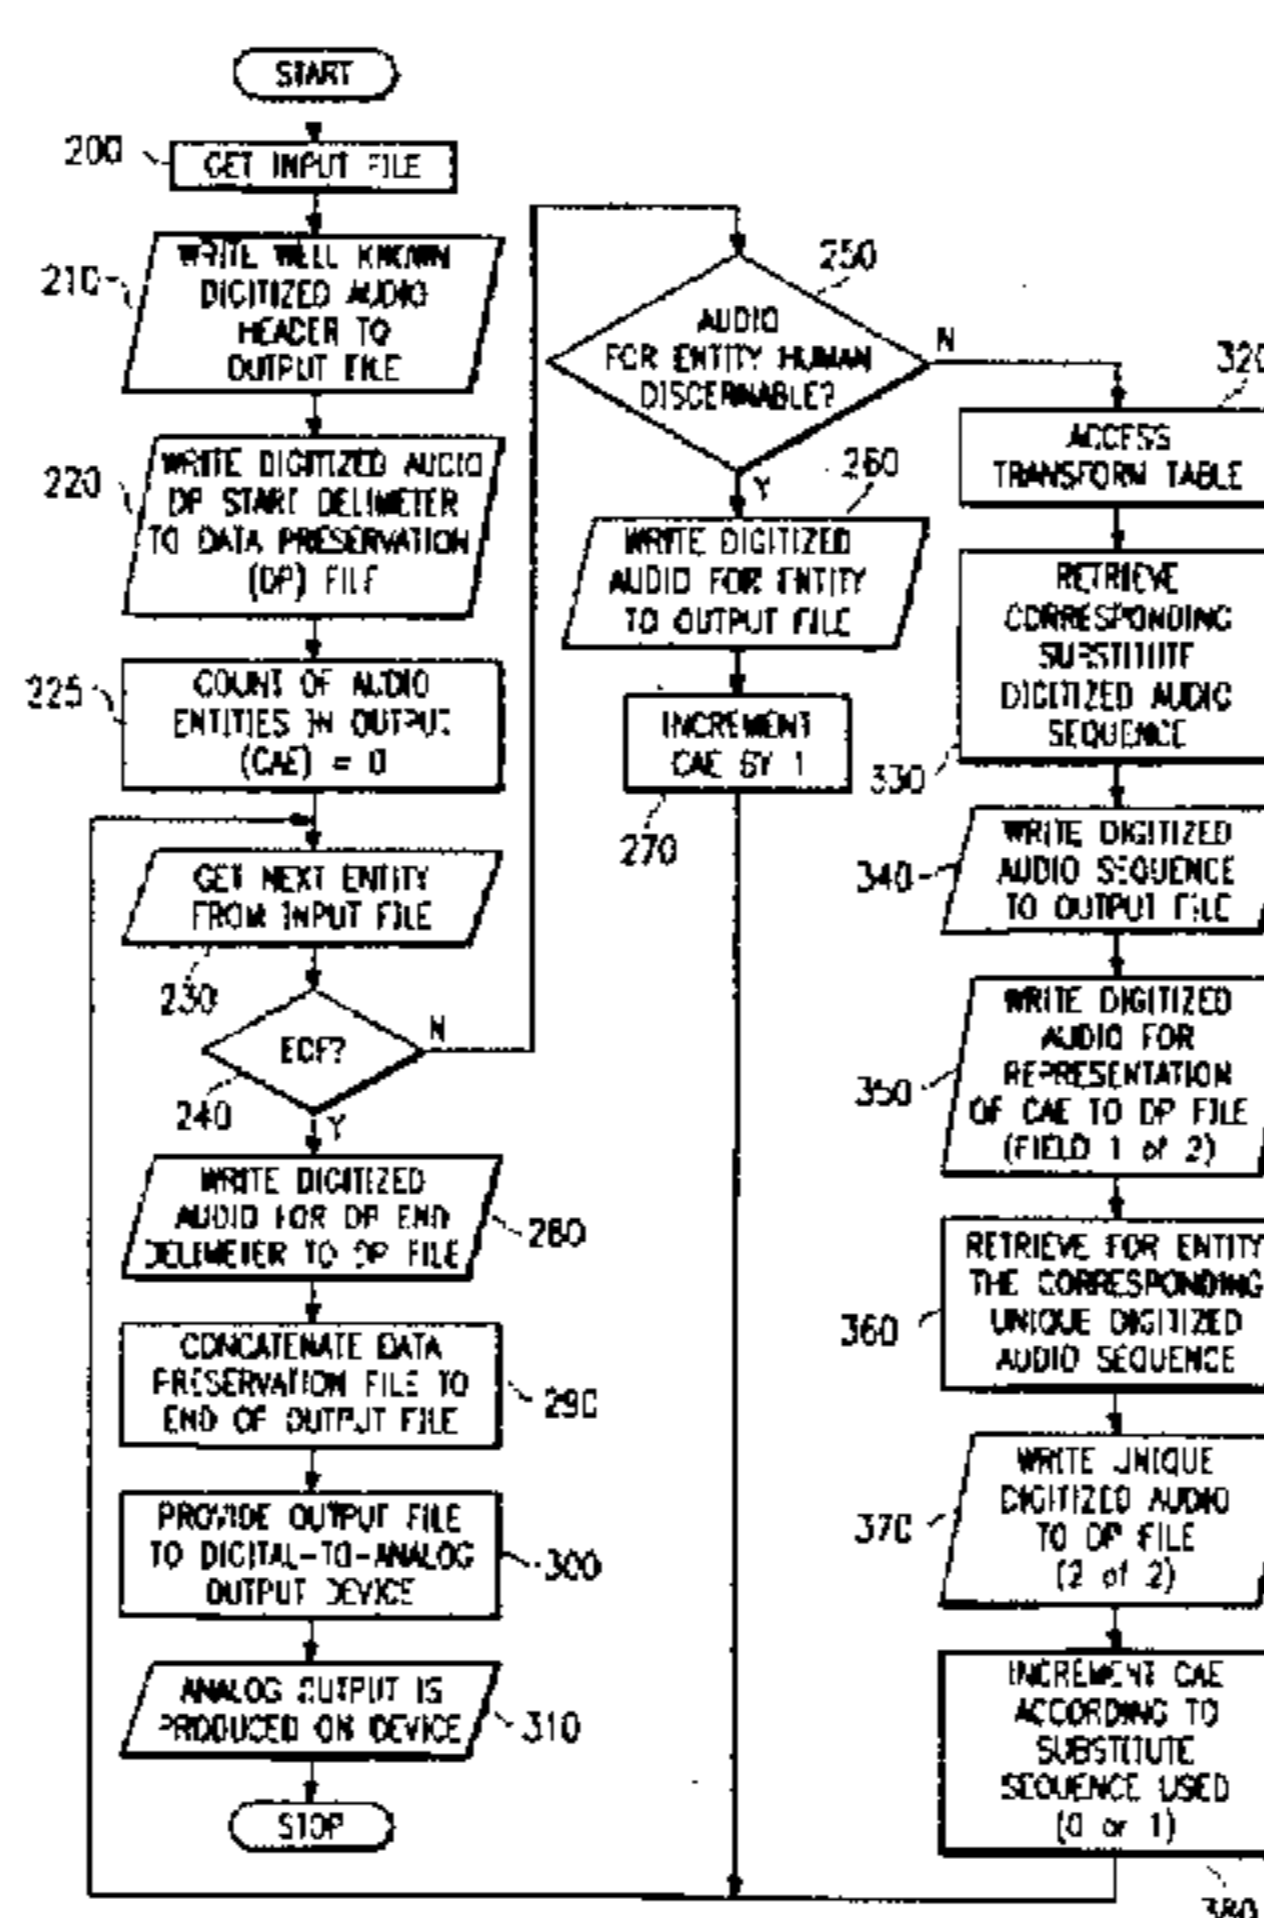 START
200
GET INPUT FILE
210
WRITE WELL KNOWN
DIGITIZED AUDIO
HEADER TO
OUTPUT FILE
220
WRITE DIGITIZED AUDIO
DP START DELIMETER
TO DATA PRESERVATION
(DP) FILE
225
COUNT OF AUDIO
ENTITIES IN OUTPUT
(CAE) = 0
GET NEXT ENTITY
FROM INPUT FILE
230
EOF?
N
240
Y
WRITE DIGITIZED
AUDIO FOR DP END
DELIMETER TO DP FILE
280
CONCATENATE DATA
PRESERVATION FILE TO
END OF OUTPUT FILE
290
PROVIDE OUTPUT FILE
TO DIGITAL-TO-ANALOG
OUTPUT DEVICE
300
ANALOG OUTPUT IS
PRODUCED ON DEVICE
310
STOP
250
AUDIO
FOR ENTITY HUMAN
DISCERNABLE?
N
Y
260
WRITE DIGITIZED
AUDIO FOR ENTITY
TO OUTPUT FILE
INCREMENT
CAE BY 1
270
320
ACCESS
TRANSFORM TABLE
RETRIEVE
CORRESPONDING
SUBSTITUTE
DIGITIZED AUDIO
SEQUENCE
330
WRITE DIGITIZED
AUDIO SEQUENCE
TO OUTPUT FILE
340
WRITE DIGITIZED
AUDIO FOR
REPRESENTATION
OF CAE TO DP FILE
(FIELD 1 of 2)
350
RETRIEVE FOR ENTITY
THE CORRESPONDING
UNIQUE DIGITIZED
AUDIO SEQUENCE
360
WRITE UNIQUE
DIGITIZED AUDIO
TO DP FILE
(2 of 2)
370
INCREMENT CAE
ACCORDING TO
SUBSTITUTE
SEQUENCE USED
(0 or 1)
380